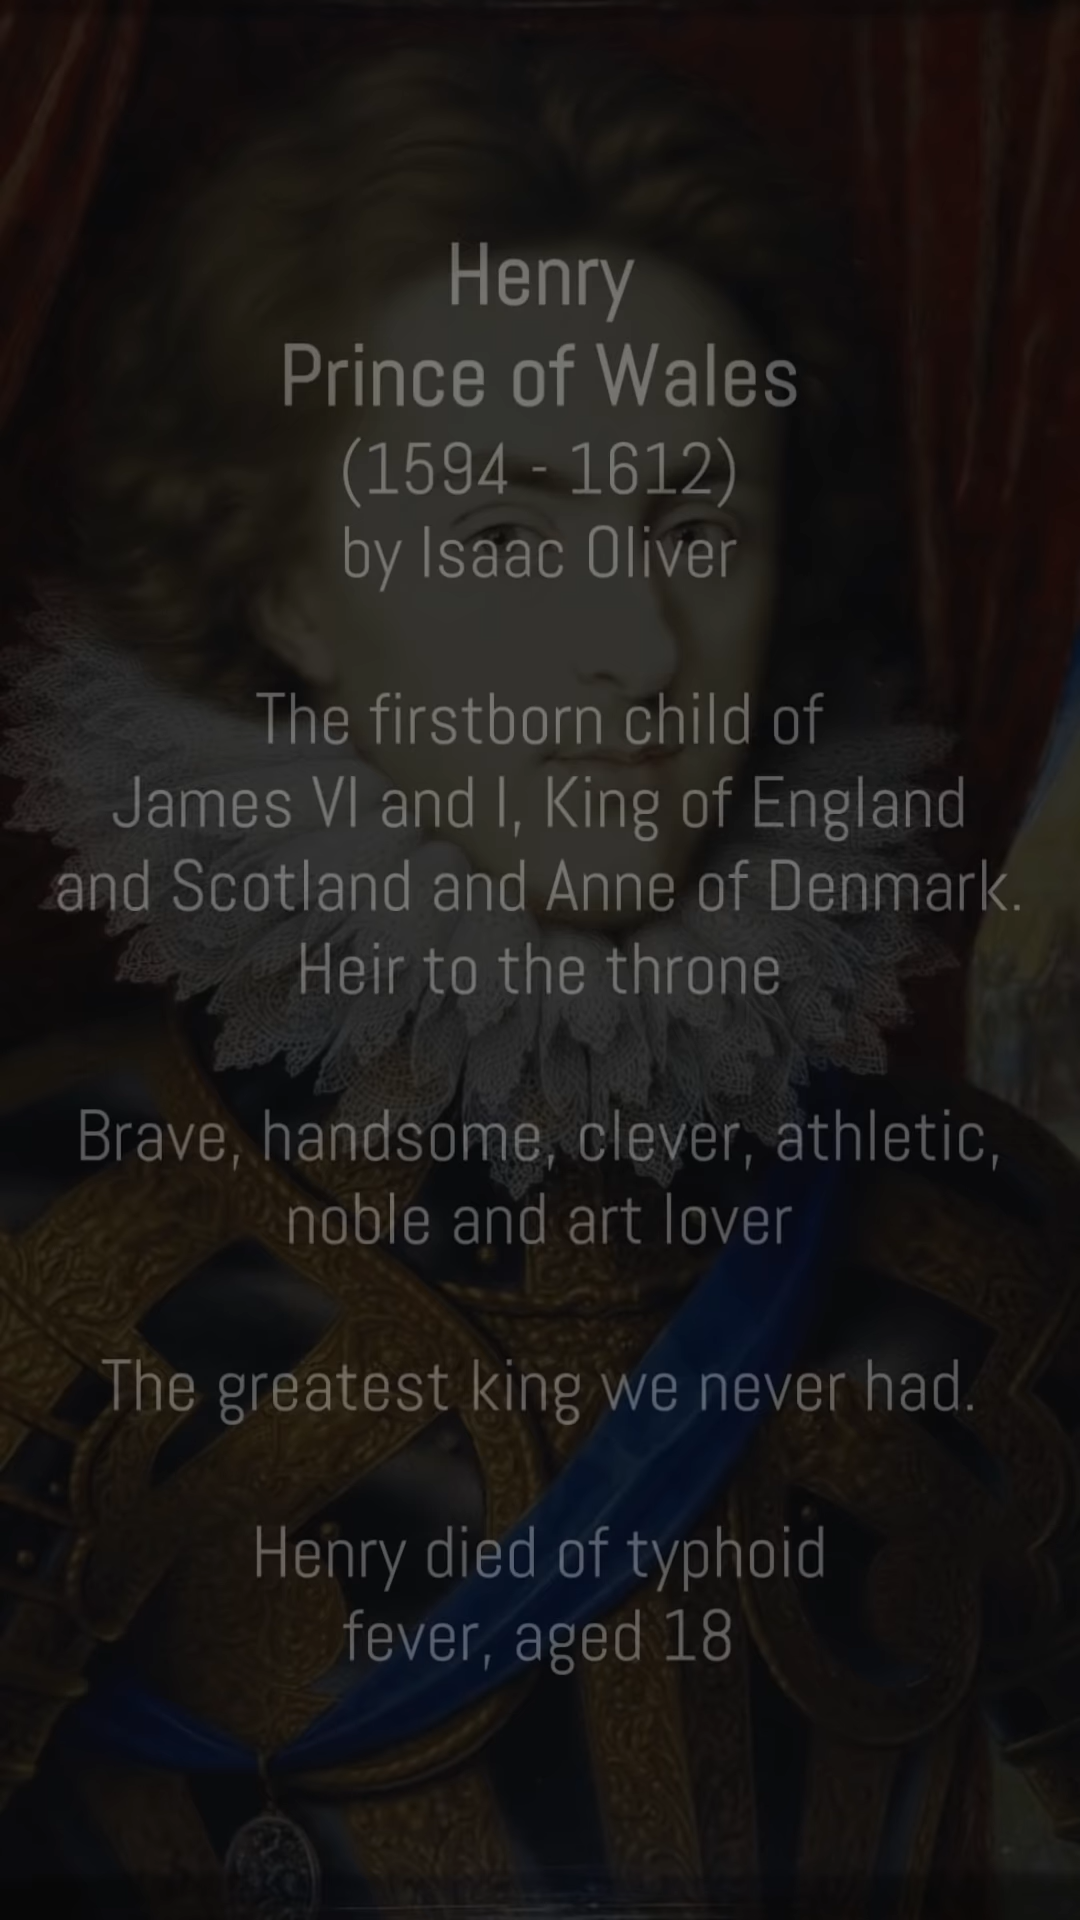 Henry
Prince of Wales
(1594 - 1612)
by Isaac Oliver
The firstborn child of
James VI and I, King of England
and Scotland and Anne of Denmark.
Heir to the throne
Brave, handsome, clever, athletic,
noble and art lover
The greatest king we never had.
Henry died of typhoid
fever, aged 18